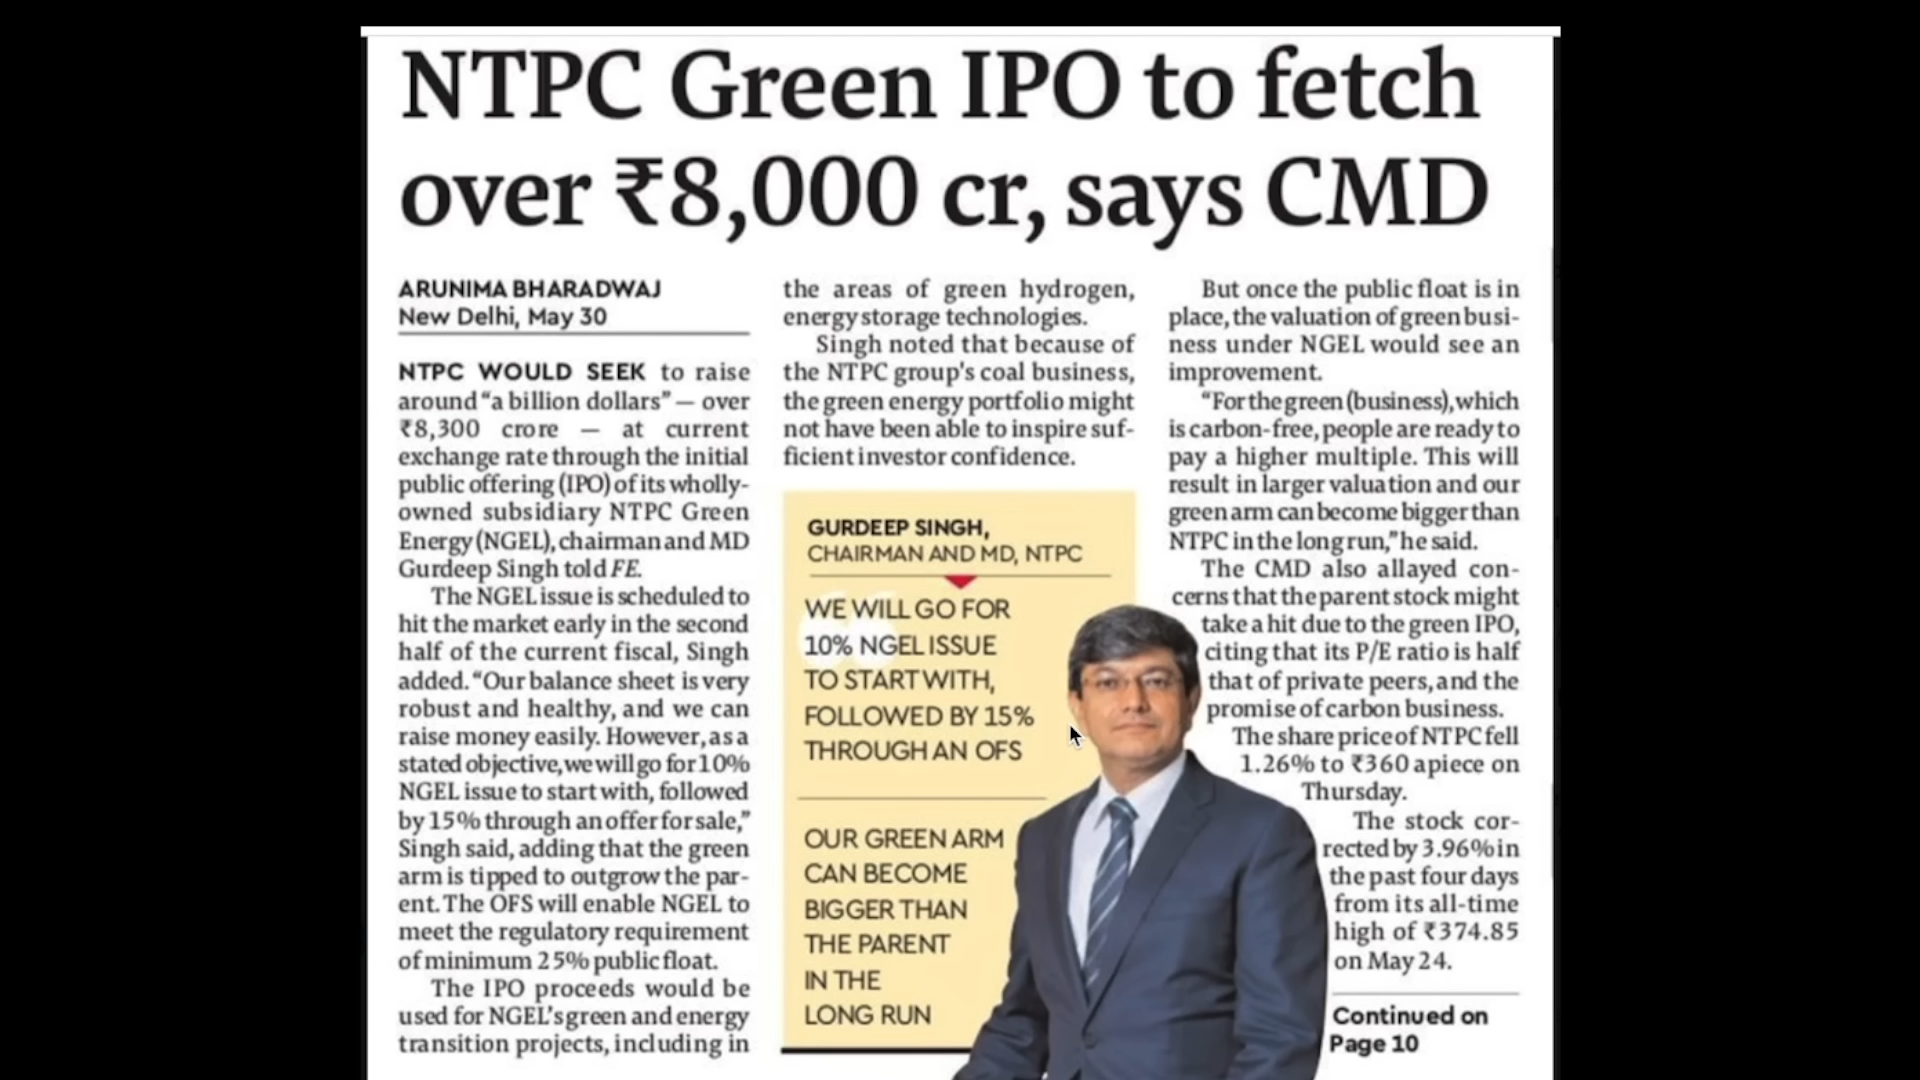 NTPC Green IPO to fetch
over ₹8,000 cr, says CMD
ARUNIMA BHARADWAJ
New Delhi, May 30
NTPC WOULD SEEK to raise
around “a billion dollars” — over
₹8,300 crore — at current
exchange rate through the initial
public offering (IPO) of its wholly-
owned subsidiary NTPC Green
Energy (NGEL), chairman and MD
Gurdeep Singh told FE.
The NGEL issue is scheduled to
hit the market early in the second
half of the current fiscal, Singh
added. “Our balance sheet is very
robust and healthy, and we can
raise money easily. However, as a
stated objective, we will go for 10%
NGEL issue to start with, followed
by 15% through an offer for sale,”
Singh said, adding that the green
arm is tipped to outgrow the par-
ent. The OFS will enable NGEL to
meet the regulatory requirement
of minimum 25% public float.
The IPO proceeds would be
used for NGEL’s green and energy
transition projects, including in
the areas of green hydrogen,
energy storage technologies.
Singh noted that because of
the NTPC group's coal business,
the green energy portfolio might
not have been able to inspire suf-
ficient investor confidence.
GURDEEP SINGH,
CHAIRMAN AND MD, NTPC
WE WILL GO FOR
10% NGEL ISSUE
TO START WITH,
FOLLOWED BY 15%
THROUGH AN OFS
OUR GREEN ARM
CAN BECOME
BIGGER THAN
THE PARENT
IN THE
LONG RUN
But once the public float is in
place, the valuation of green busi-
ness under NGEL would see an
improvement.
“For the green (business), which
is carbon-free, people are ready to
pay a higher multiple. This will
result in larger valuation and our
green arm can become bigger than
NTPC in the long run,” he said.
The CMD also allayed con-
cerns that the parent stock might
take a hit due to the green IPO,
citing that its P/E ratio is half
that of private peers, and the
promise of carbon business.
The share price of NTPC fell
1.26% to ₹360 apiece on
Thursday.
The stock cor-
rected by 3.96% in
the past four days
from its all-time
high of ₹374.85
on May 24.
Continued on
Page 10